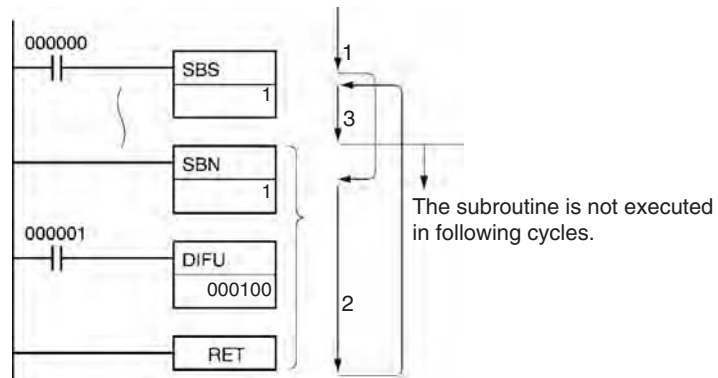 000000
SBS
1
1
3
SBN
1
The subroutine is not executed
in following cycles.
000001
DIFU
000100
2
RET